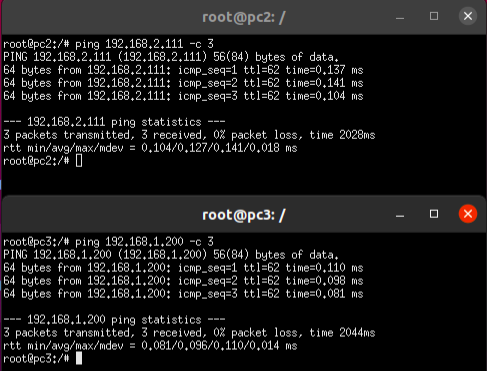 root@pc2: /
root@pc2:/# ping 192.168.2.111 -c 3
PING 192.168.2.111 (192.168.2.111) 56(84) bytes of data.
64 bytes from 192.168.2.111: icmp_seq=1 ttl=62 time=0.137 ms
64 bytes from 192.168.2.111: icmp_seq=2 ttl=62 time=0.141 ms
64 bytes from 192.168.2.111: icmp_seq=3 ttl=62 time=0.104 ms
--- 192.168.2.111 ping statistics ---
3 packets transmitted, 3 received, 0% packet loss, time 2028ms
rtt min/avg/max/mdev = 0.104/0.127/0.141/0.018 ms
root@pc2:/#
root@pc3: /
root@pc3:/# ping 192.168.1.200 -c 3
PING 192.168.1.200 (192.168.1.200) 56(84) bytes of data.
64 bytes from 192.168.1.200: icmp_seq=1 ttl=62 time=0.110 ms
64 bytes from 192.168.1.200: icmp_seq=2 ttl=62 time=0.098 ms
64 bytes from 192.168.1.200: icmp_seq=3 ttl=62 time=0.081 ms
--- 192.168.1.200 ping statistics ---
3 packets transmitted, 3 received, 0% packet loss, time 2044ms
rtt min/avg/max/mdev = 0.081/0.096/0.110/0.014 ms
root@pc3:/#